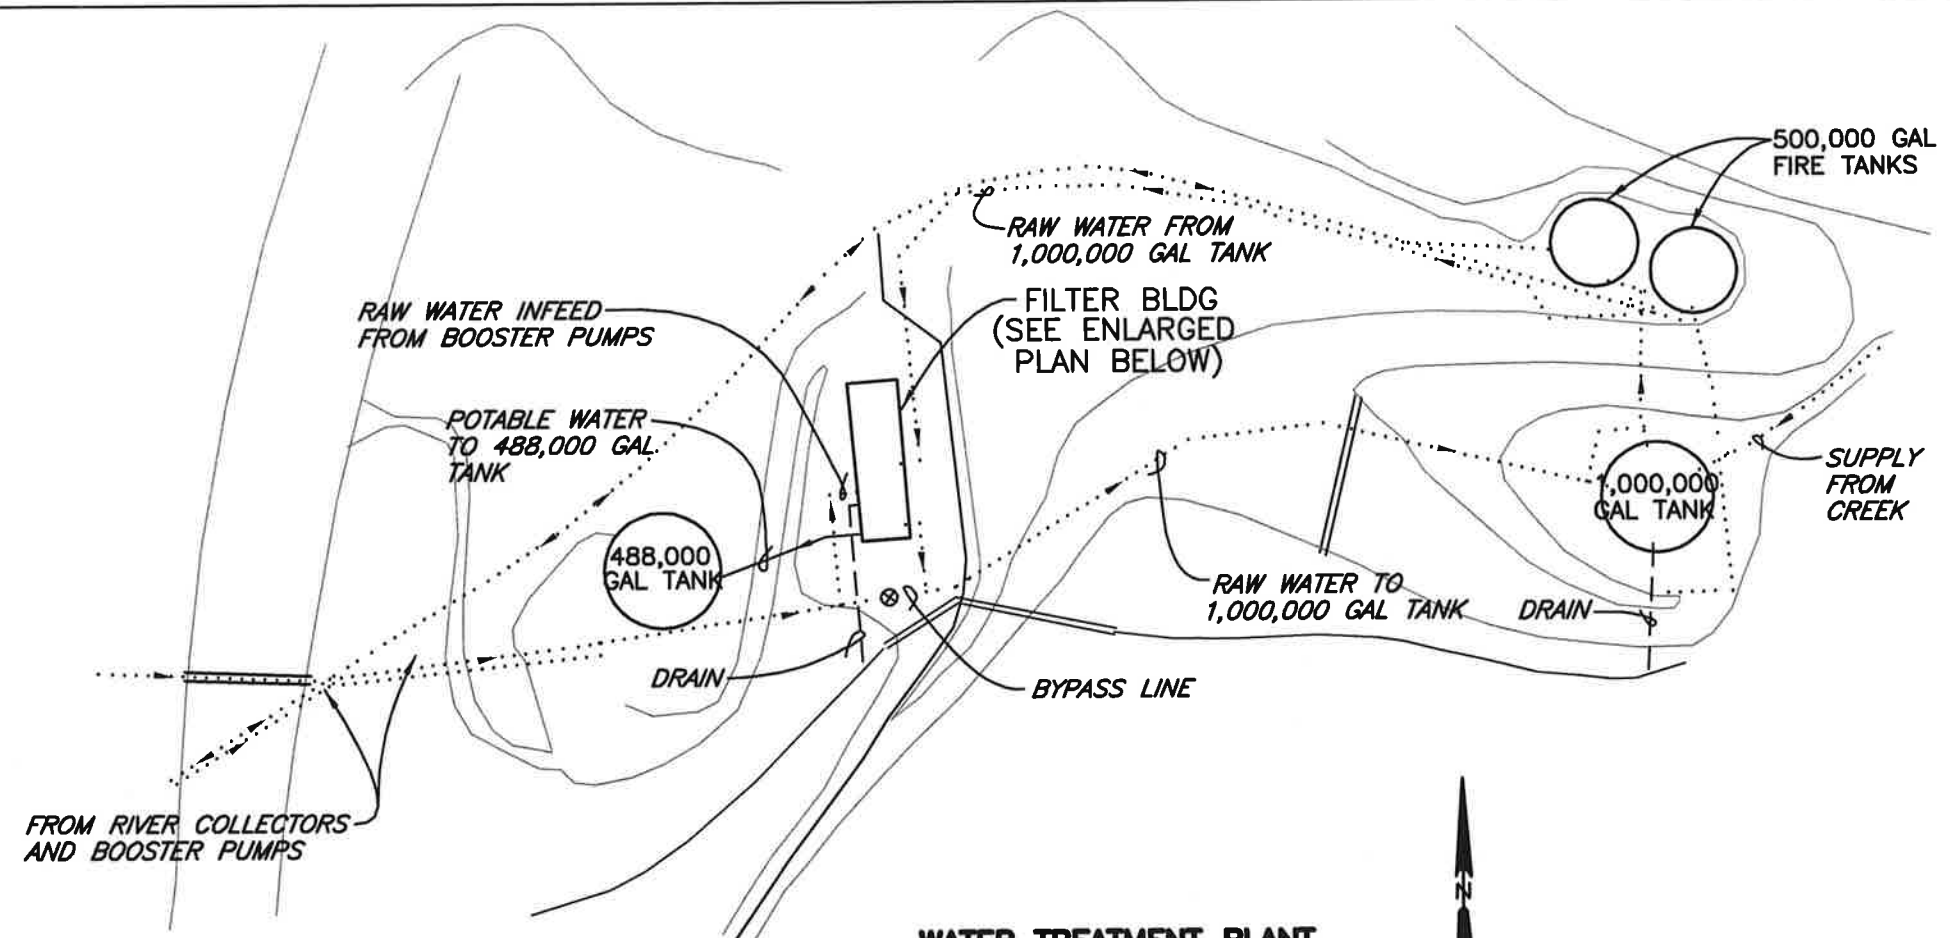 500,000 GAL
FIRE TANKS
RAW WATER FROM
1,000,000 GAL TANK
RAW WATER INFEED
FROM BOOSTER PUMPS
FILTER BLDG
(SEE ENLARGED
PLAN BELOW)
POTABLE WATER
TO 488,000 GAL
TANK
SUPPLY
FROM
CREEK
1,000,000
GAL TANK
488,000
GAL TANK
RAW WATER TO
1,000,000 GAL TANK
DRAIN
DRAIN
BYPASS LINE
FROM RIVER COLLECTORS
AND BOOSTER PUMPS
N
WATER TREATMENT PLANT